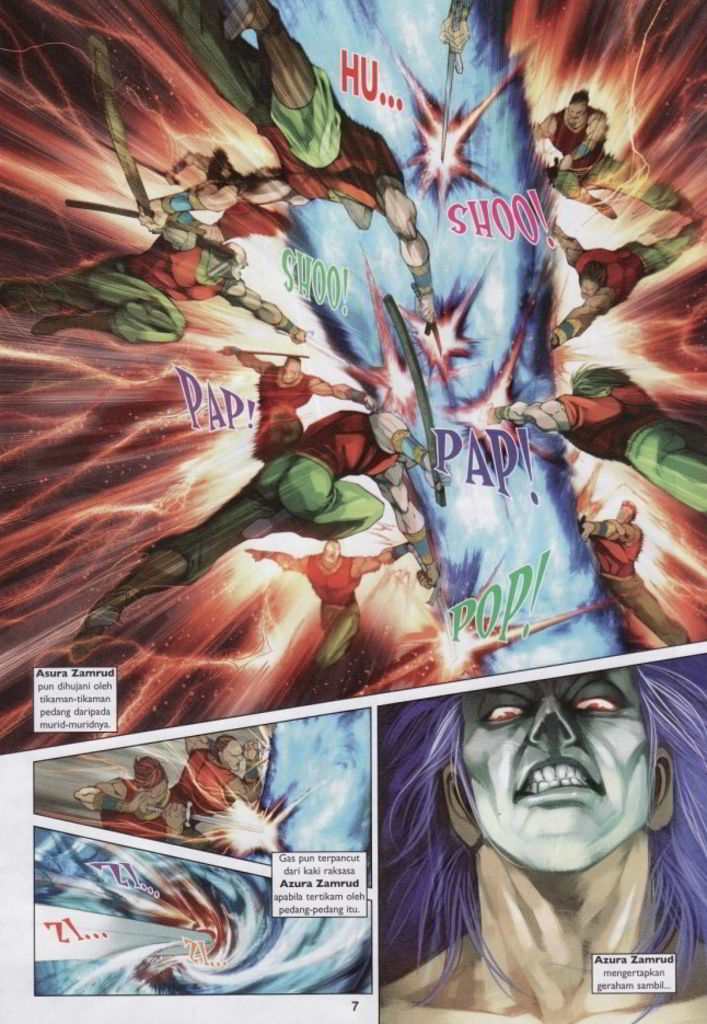 HU...
SHOO!
SHOO!
PAP!
PAP!
POP!
Asura Zamrud
pun dihujani oleh
tikaman-tikaman
pedang daripada
murid-muridnya.
Gas pun terpancut
dari kaki raksasa
Azura Zamrud
apabila tertikam oleh
pedang-pedang itu.
ZI...
ZI...
ZI...
Azura Zamrud
mengertapkan
geraham sambil...
7